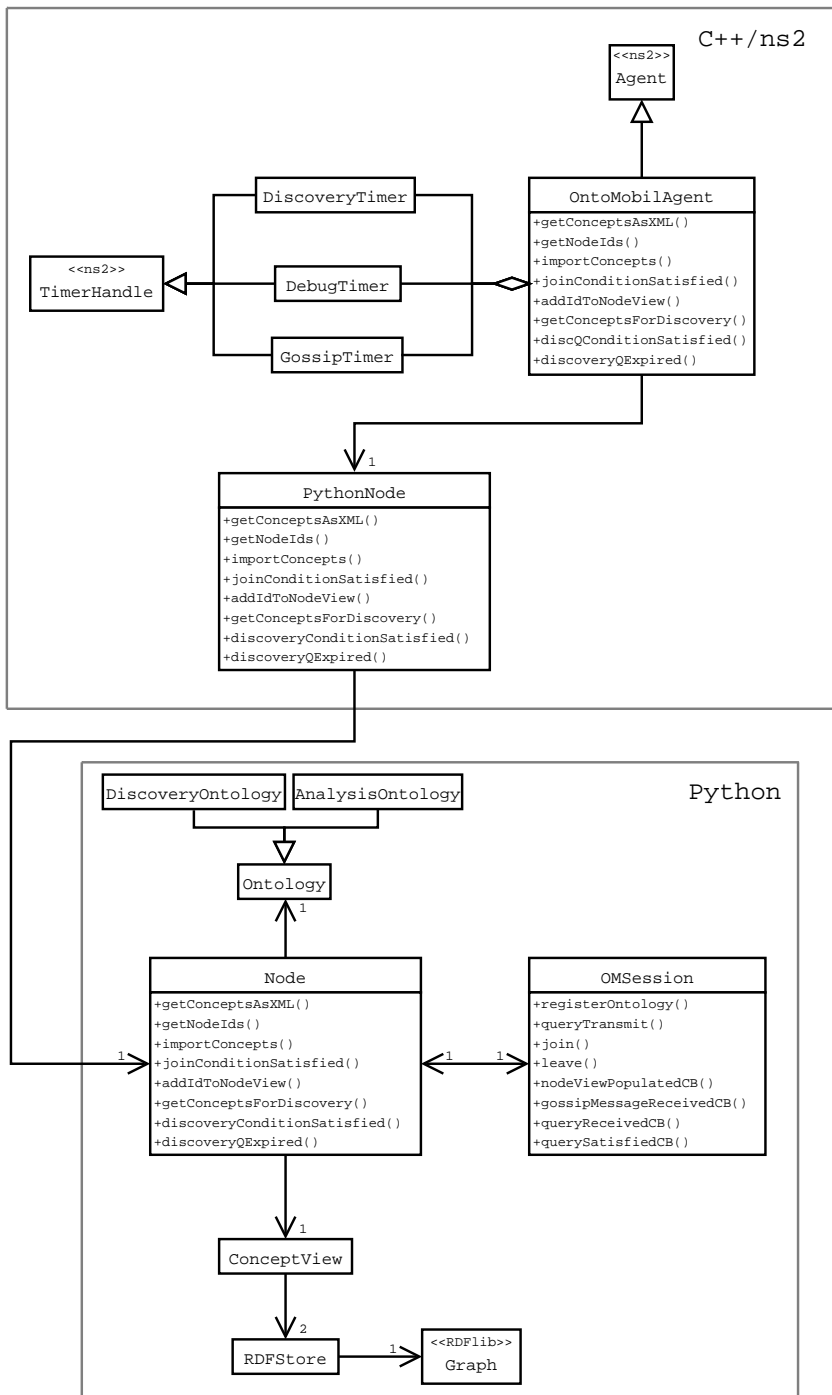 C++/ns2
<<ns2>>
Agent
DiscoveryTimer
OntoMobilAgent
+getConceptsAsXML()
+getNodeIds()
+importConcepts()
+joinConditionSatisfied()
+addIdToNodeView()
+getConceptsForDiscovery()
+discQConditionSatisfied()
+discoveryQExpired()
<<ns2>>
TimerHandle
DebugTimer
GossipTimer
1
PythonNode
+getConceptsAsXML()
+getNodeIds()
+importConcepts()
+joinConditionSatisfied()
+addIdToNodeView()
+getConceptsForDiscovery()
+discoveryConditionSatisfied()
+discoveryQExpired()
Python
DiscoveryOntology
AnalysisOntology
Ontology
1
Node
+getConceptsAsXML()
+getNodeIds()
+importConcepts()
+joinConditionSatisfied()
+addIdToNodeView()
+getConceptsForDiscovery()
+discoveryConditionSatisfied()
+discoveryQExpired()
1
1
1
OMSession
+registerOntology()
+queryTransmit()
+join()
+leave()
+nodeViewPopulatedCB()
+gossipMessageReceivedCB()
+queryReceivedCB()
+querySatisfiedCB()
1
ConceptView
2
RDFStore
1
<<RDFlib>>
Graph